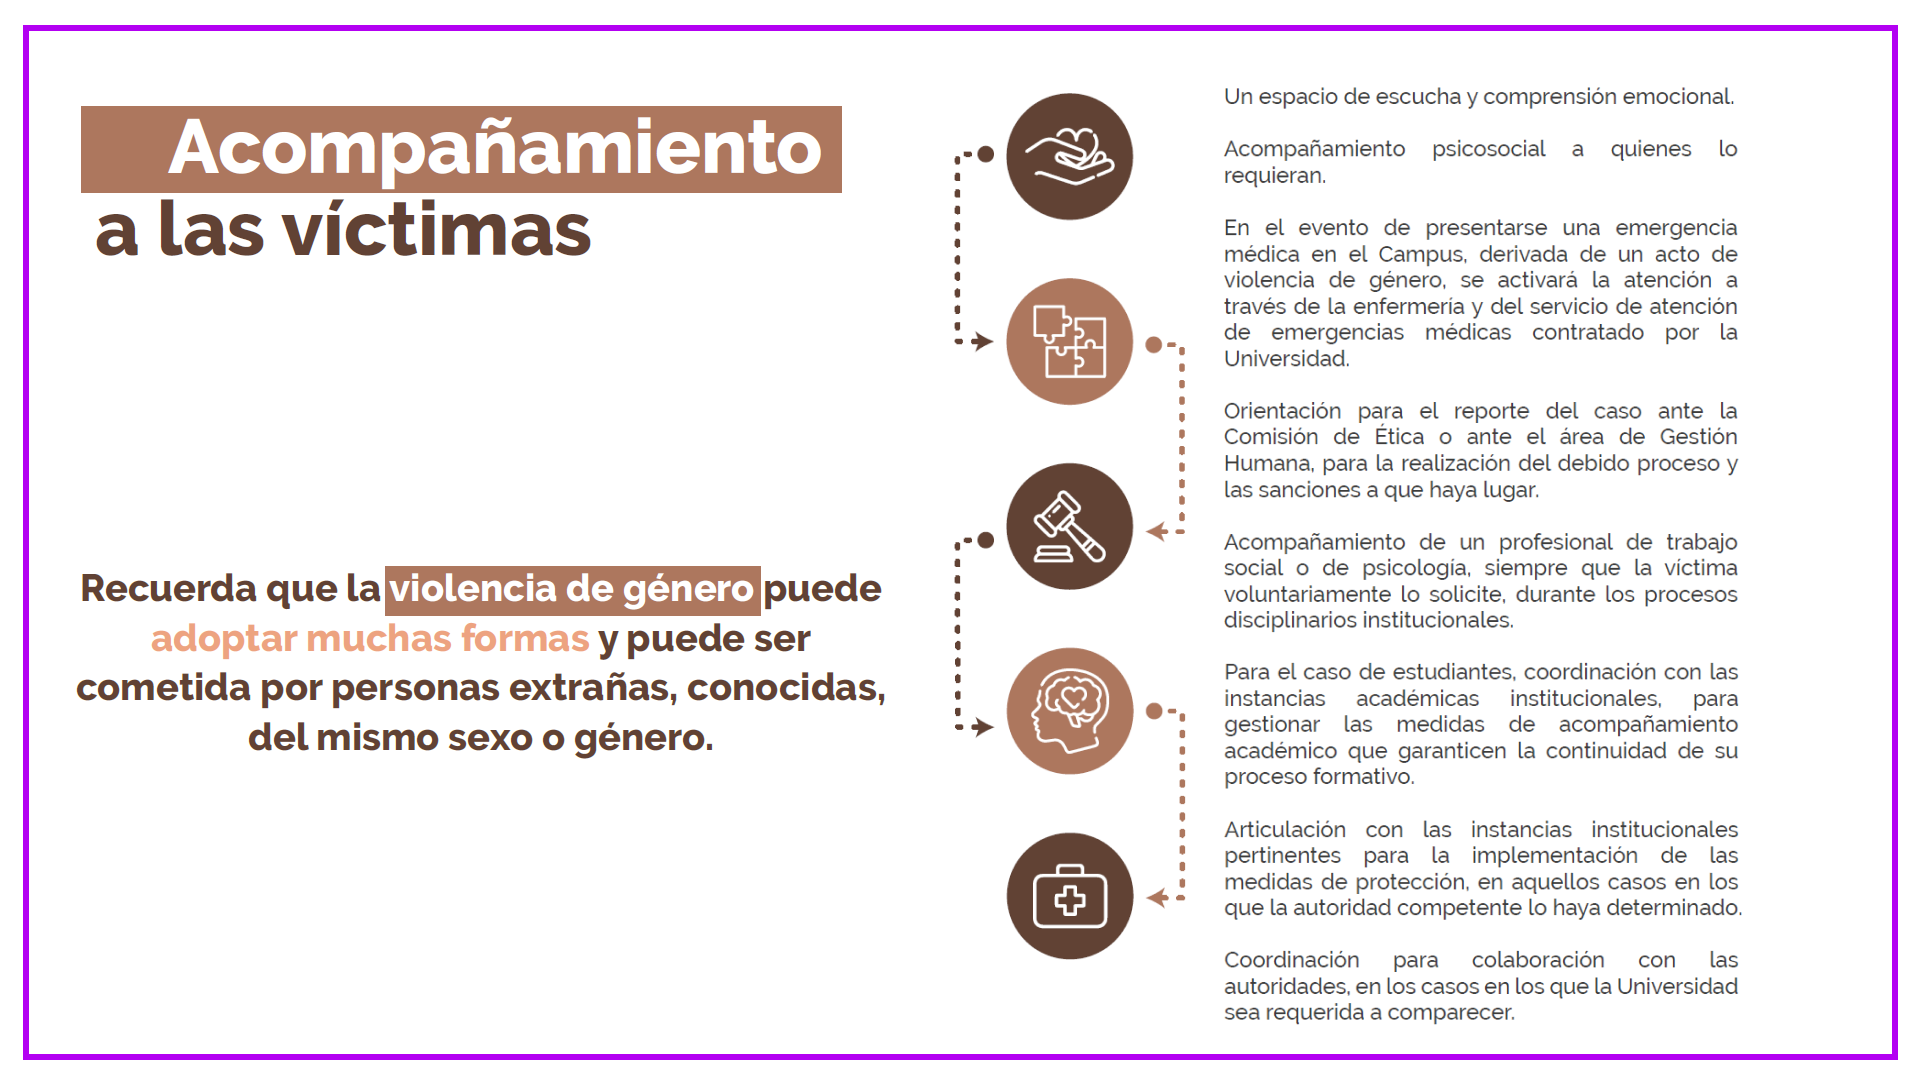 Acompañamiento
a las víctimas
Recuerda que la violencia de género puede
adoptar muchas formas y puede ser
cometida por personas extrañas, conocidas,
del mismo sexo o género.
Un espacio de escucha y comprensión emocional.
Acompañamiento psicosocial a quienes lo
requieran.
En el evento de presentarse una emergencia
médica en el Campus, derivada de un acto de
violencia de género, se activará la atención a
través de la enfermería y del servicio de atención
de emergencias médicas contratado por la
Universidad.
Orientación para el reporte del caso ante la
Comisión de Ética o ante el área de Gestión
Humana, para la realización del debido proceso y
las sanciones a que haya lugar.
Acompañamiento de un profesional de trabajo
social o de psicología, siempre que la víctima
voluntariamente lo solicite, durante los procesos
disciplinarios institucionales.
Para el caso de estudiantes, coordinación con las
instancias académicas institucionales, para
gestionar las medidas de acompañamiento
académico que garanticen la continuidad de su
proceso formativo.
Articulación con las instancias institucionales
pertinentes para la implementación de las
medidas de protección, en aquellos casos en los
que la autoridad competente lo haya determinado.
Coordinación para colaboración con las
autoridades, en los casos en los que la Universidad
sea requerida a comparecer.